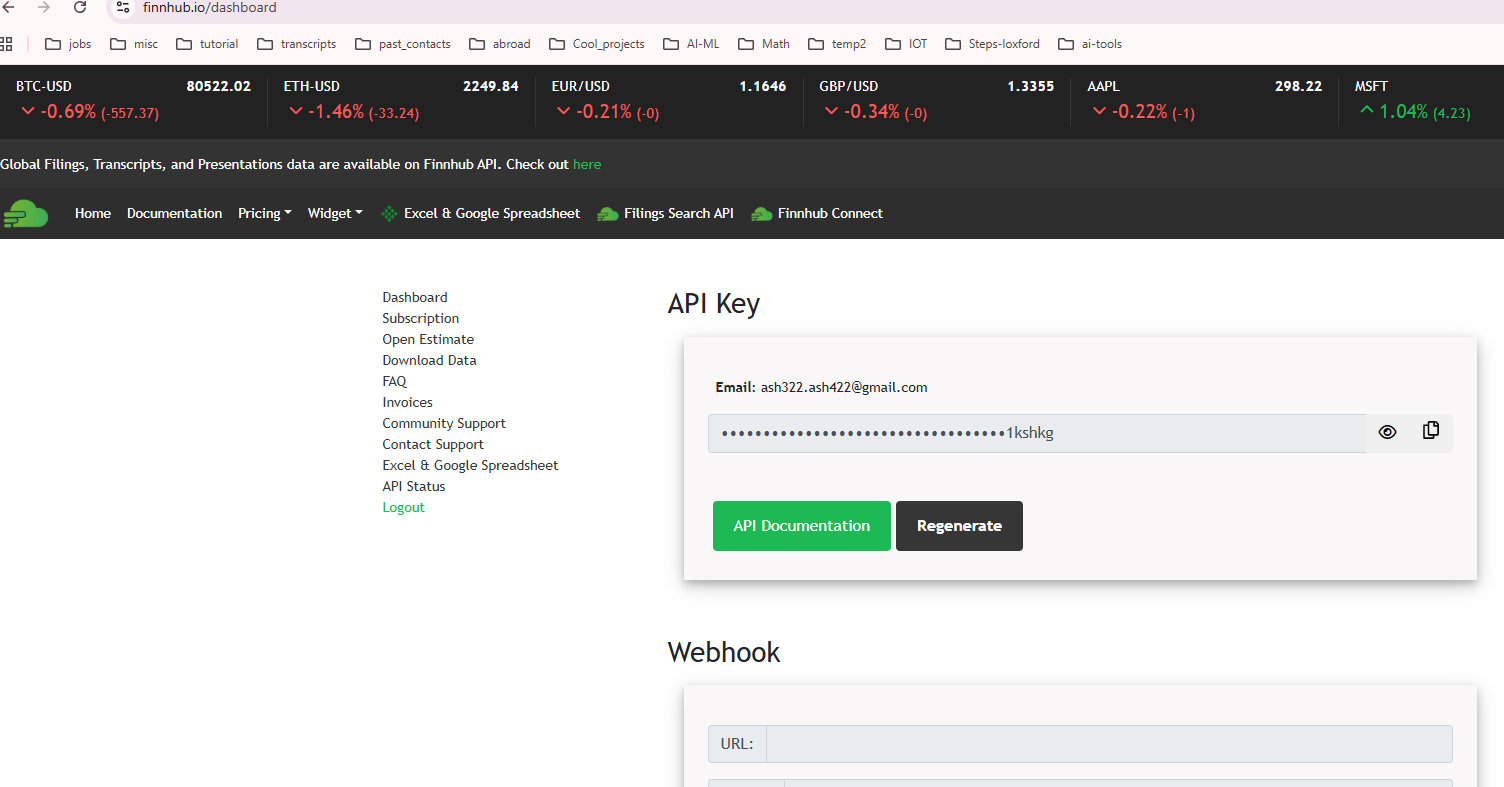 finnhub.io/dashboard
jobs misc tutorial transcripts past_contacts abroad Cool_projects AI-ML Math temp2 IOT Steps-loxford ai-tools
BTC-USD 80522.02 ETH-USD 2249.84 EUR/USD 1.1646 GBP/USD 1.3355 AAPL 298.22 MSFT
-0.69% (-557.37) -1.46% (-33.24) -0.21% (-0) -0.34% (-0) -0.22% (-1) 1.04% (4.23)
Global Filings, Transcripts, and Presentations data are available on Finnhub API. Check out here
Home Documentation Pricing Widget Excel & Google Spreadsheet Filings Search API Finnhub Connect
Dashboard
Subscription
Open Estimate
Download Data
FAQ
Invoices
Community Support
Contact Support
Excel & Google Spreadsheet
API Status
Logout
API Key
Email: ash322.ash422@gmail.com
••••••••••••••••••••••••••••••••••1kshkg
API Documentation Regenerate
Webhook
URL: